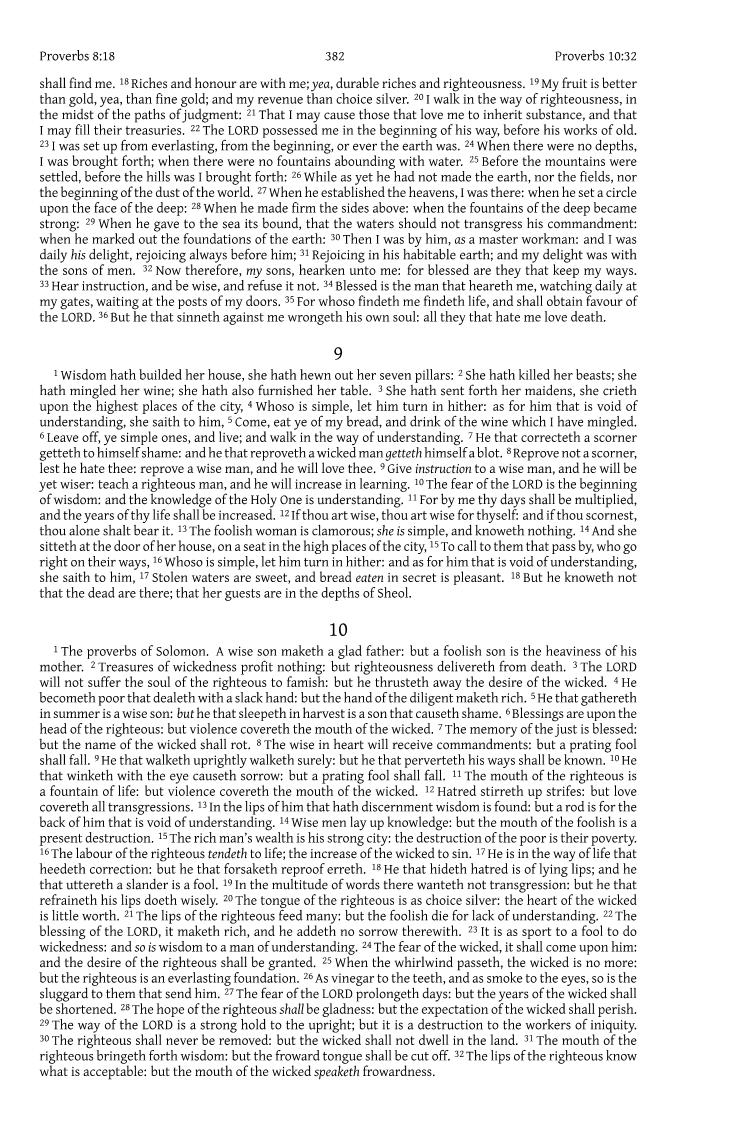 Proverbs 8:18 382 Proverbs 10:32
shall find me. 18 Riches and honour are with me; yea, durable riches and righteousness. 19 My fruit is better
than gold, yea, than fine gold; and my revenue than choice silver. 20 I walk in the way of righteousness, in
the midst of the paths of judgment: 21 That I may cause those that love me to inherit substance, and that
I may fill their treasuries. 22 The LORD possessed me in the beginning of his way, before his works of old.
23 I was set up from everlasting, from the beginning, or ever the earth was. 24 When there were no depths,
I was brought forth; when there were no fountains abounding with water. 25 Before the mountains were
settled, before the hills was I brought forth: 26 While as yet he had not made the earth, nor the fields, nor
the beginning of the dust of the world. 27 When he established the heavens, I was there: when he set a circle
upon the face of the deep: 28 When he made firm the sides above: when the fountains of the deep became
strong: 29 When he gave to the sea its bound, that the waters should not transgress his commandment:
when he marked out the foundations of the earth: 30 Then I was by him, as a master workman: and I was
daily his delight, rejoicing always before him; 31 Rejoicing in his habitable earth; and my delight was with
the sons of men. 32 Now therefore, my sons, hearken unto me: for blessed are they that keep my ways.
33 Hear instruction, and be wise, and refuse it not. 34 Blessed is the man that heareth me, watching daily at
my gates, waiting at the posts of my doors. 35 For whoso findeth me findeth life, and shall obtain favour of
the LORD. 36 But he that sinneth against me wrongeth his own soul: all they that hate me love death.
9
1 Wisdom hath builded her house, she hath hewn out her seven pillars: 2 She hath killed her beasts; she
hath mingled her wine; she hath also furnished her table. 3 She hath sent forth her maidens, she crieth
upon the highest places of the city, 4 Whoso is simple, let him turn in hither: as for him that is void of
understanding, she saith to him, 5 Come, eat ye of my bread, and drink of the wine which I have mingled.
6 Leave off, ye simple ones, and live; and walk in the way of understanding. 7 He that correcteth a scorner
getteth to himself shame: and he that reproveth a wicked man getteth himself a blot. 8 Reprove not a scorner,
lest he hate thee: reprove a wise man, and he will love thee. 9 Give instruction to a wise man, and he will be
yet wiser: teach a righteous man, and he will increase in learning. 10 The fear of the LORD is the beginning
of wisdom: and the knowledge of the Holy One is understanding. 11 For by me thy days shall be multiplied,
and the years of thy life shall be increased. 12 If thou art wise, thou art wise for thyself: and if thou scornest,
thou alone shalt bear it. 13 The foolish woman is clamorous; she is simple, and knoweth nothing. 14 And she
sitteth at the door of her house, on a seat in the high places of the city, 15 To call to them that pass by, who go
right on their ways, 16 Whoso is simple, let him turn in hither: and as for him that is void of understanding,
she saith to him, 17 Stolen waters are sweet, and bread eaten in secret is pleasant. 18 But he knoweth not
that the dead are there; that her guests are in the depths of Sheol.
10
1 The proverbs of Solomon. A wise son maketh a glad father: but a foolish son is the heaviness of his
mother. 2 Treasures of wickedness profit nothing: but righteousness delivereth from death. 3 The LORD
will not suffer the soul of the righteous to famish: but he thrusteth away the desire of the wicked. 4 He
becometh poor that dealeth with a slack hand: but the hand of the diligent maketh rich. 5 He that gathereth
in summer is a wise son: but he that sleepeth in harvest is a son that causeth shame. 6 Blessings are upon the
head of the righteous: but violence covereth the mouth of the wicked. 7 The memory of the just is blessed:
but the name of the wicked shall rot. 8 The wise in heart will receive commandments: but a prating fool
shall fall. 9 He that walketh uprightly walketh surely: but he that perverteth his ways shall be known. 10 He
that winketh with the eye causeth sorrow: but a prating fool shall fall. 11 The mouth of the righteous is
a fountain of life: but violence covereth the mouth of the wicked. 12 Hatred stirreth up strifes: but love
covereth all transgressions. 13 In the lips of him that hath discernment wisdom is found: but a rod is for the
back of him that is void of understanding. 14 Wise men lay up knowledge: but the mouth of the foolish is a
present destruction. 15 The rich man’s wealth is his strong city: the destruction of the poor is their poverty.
16 The labour of the righteous tendeth to life; the increase of the wicked to sin. 17 He is in the way of life that
heedeth correction: but he that forsaketh reproof erreth. 18 He that hideth hatred is of lying lips; and he
that uttereth a slander is a fool. 19 In the multitude of words there wanteth not transgression: but he that
refraineth his lips doeth wisely. 20 The tongue of the righteous is as choice silver: the heart of the wicked
is little worth. 21 The lips of the righteous feed many: but the foolish die for lack of understanding. 22 The
blessing of the LORD, it maketh rich, and he addeth no sorrow therewith. 23 It is as sport to a fool to do
wickedness: and so is wisdom to a man of understanding. 24 The fear of the wicked, it shall come upon him:
and the desire of the righteous shall be granted. 25 When the whirlwind passeth, the wicked is no more:
but the righteous is an everlasting foundation. 26 As vinegar to the teeth, and as smoke to the eyes, so is the
sluggard to them that send him. 27 The fear of the LORD prolongeth days: but the years of the wicked shall
be shortened. 28 The hope of the righteous shall be gladness: but the expectation of the wicked shall perish.
29 The way of the LORD is a strong hold to the upright; but it is a destruction to the workers of iniquity.
30 The righteous shall never be removed: but the wicked shall not dwell in the land. 31 The mouth of the
righteous bringeth forth wisdom: but the froward tongue shall be cut off. 32 The lips of the righteous know
what is acceptable: but the mouth of the wicked speaketh frowardness.